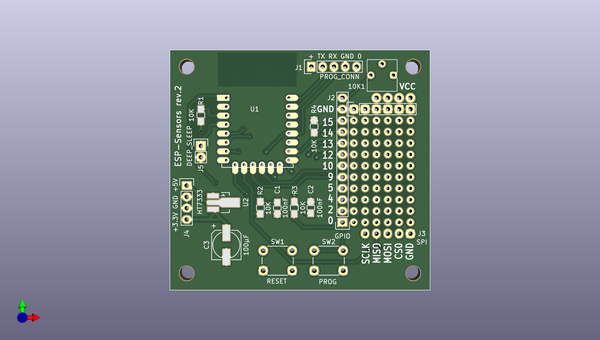 + TX RX GND 0
J1
PROG_CONN
10K1
VCC
J2
GND
U1
R1
10K
R4
10K
15
14
13
12
10
9
5
4
2
0
ESP-Sensors rev.2
DEEP_SLEEP
J5
+3.3V GND +5V
J4
HT7333
U2
R2
10K
C1
100nF
R3
10K
C2
100nF
GPIO
J3
SPI
SCLK
MISO
MOSI
CS0
GND
+
C3
100µF
SW1
SW2
RESET
PROG